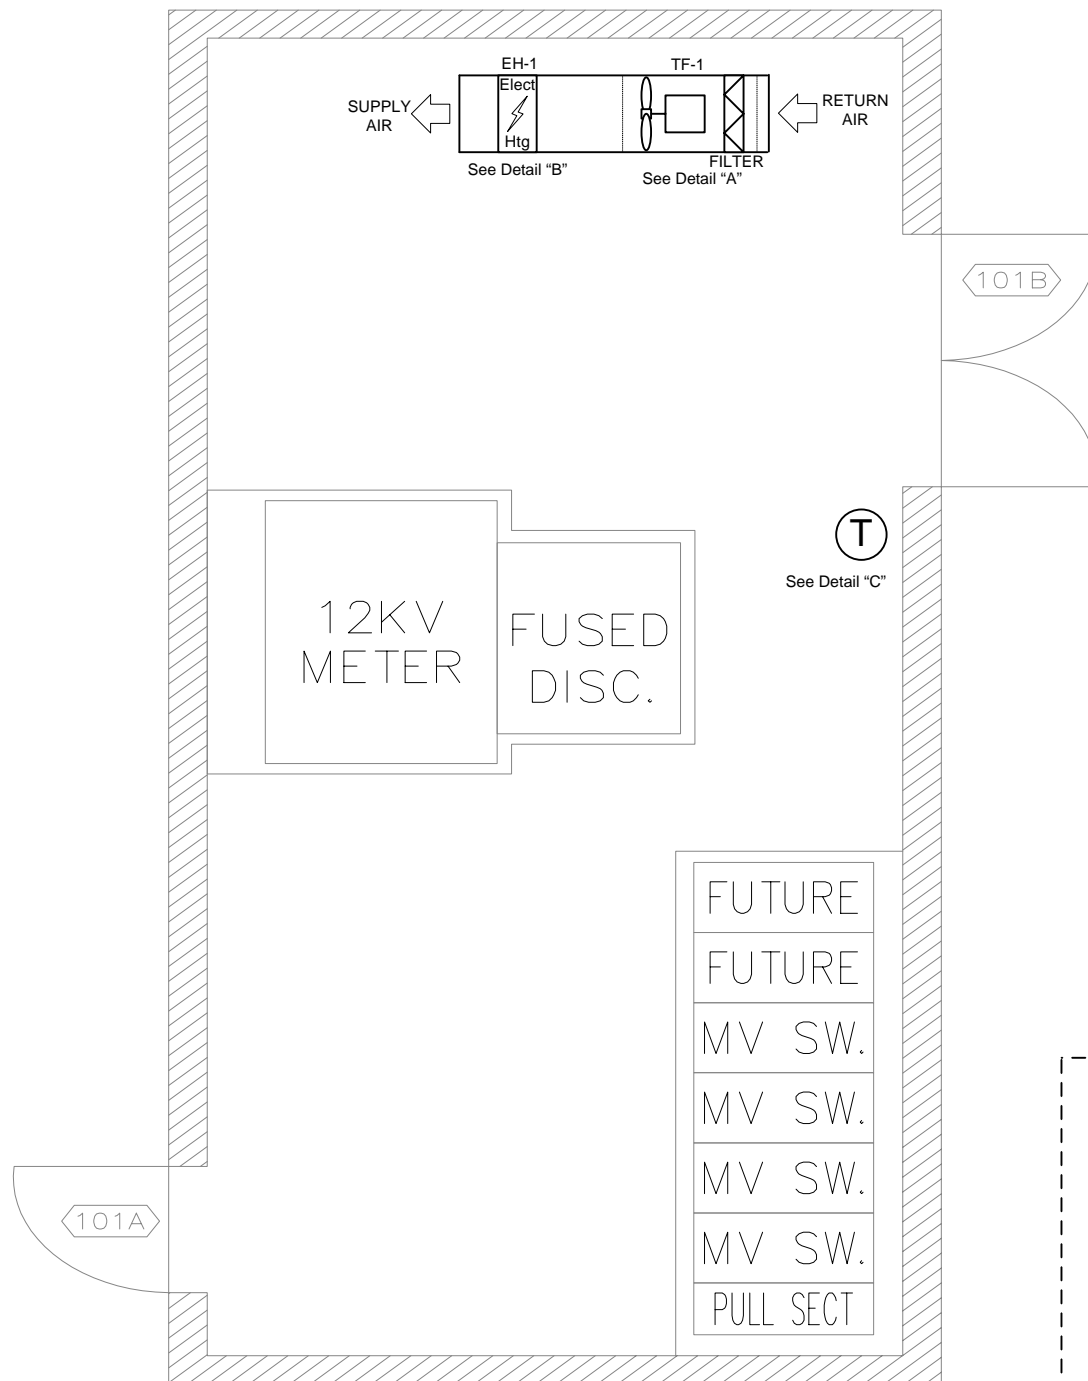 EH-1
TF-1
Elect
Htg
SUPPLY
AIR
RETURN
AIR
FILTER
See Detail “B”
See Detail “A”
101B
T
See Detail “C”
12KV
METER
FUSED
DISC.
FUTURE
FUTURE
MV SW.
MV SW.
MV SW.
MV SW.
PULL SECT
101A